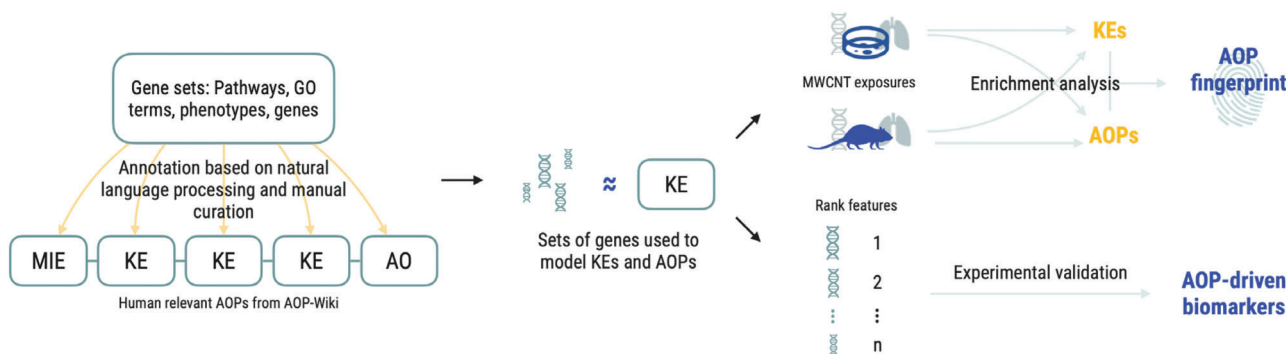 Gene sets: Pathways, GO
terms, phenotypes, genes
Annotation based on natural
language processing and manual
curation
MIE
KE
KE
KE
AO
Human relevant AOPs from AOP-Wiki
≈
KE
Sets of genes used to
model KEs and AOPs
MWCNT exposures
Enrichment analysis
KEs
AOPs
AOP
fingerprint
Rank features
1
2
⋮ ⋮
n
Experimental validation
AOP-driven
biomarkers